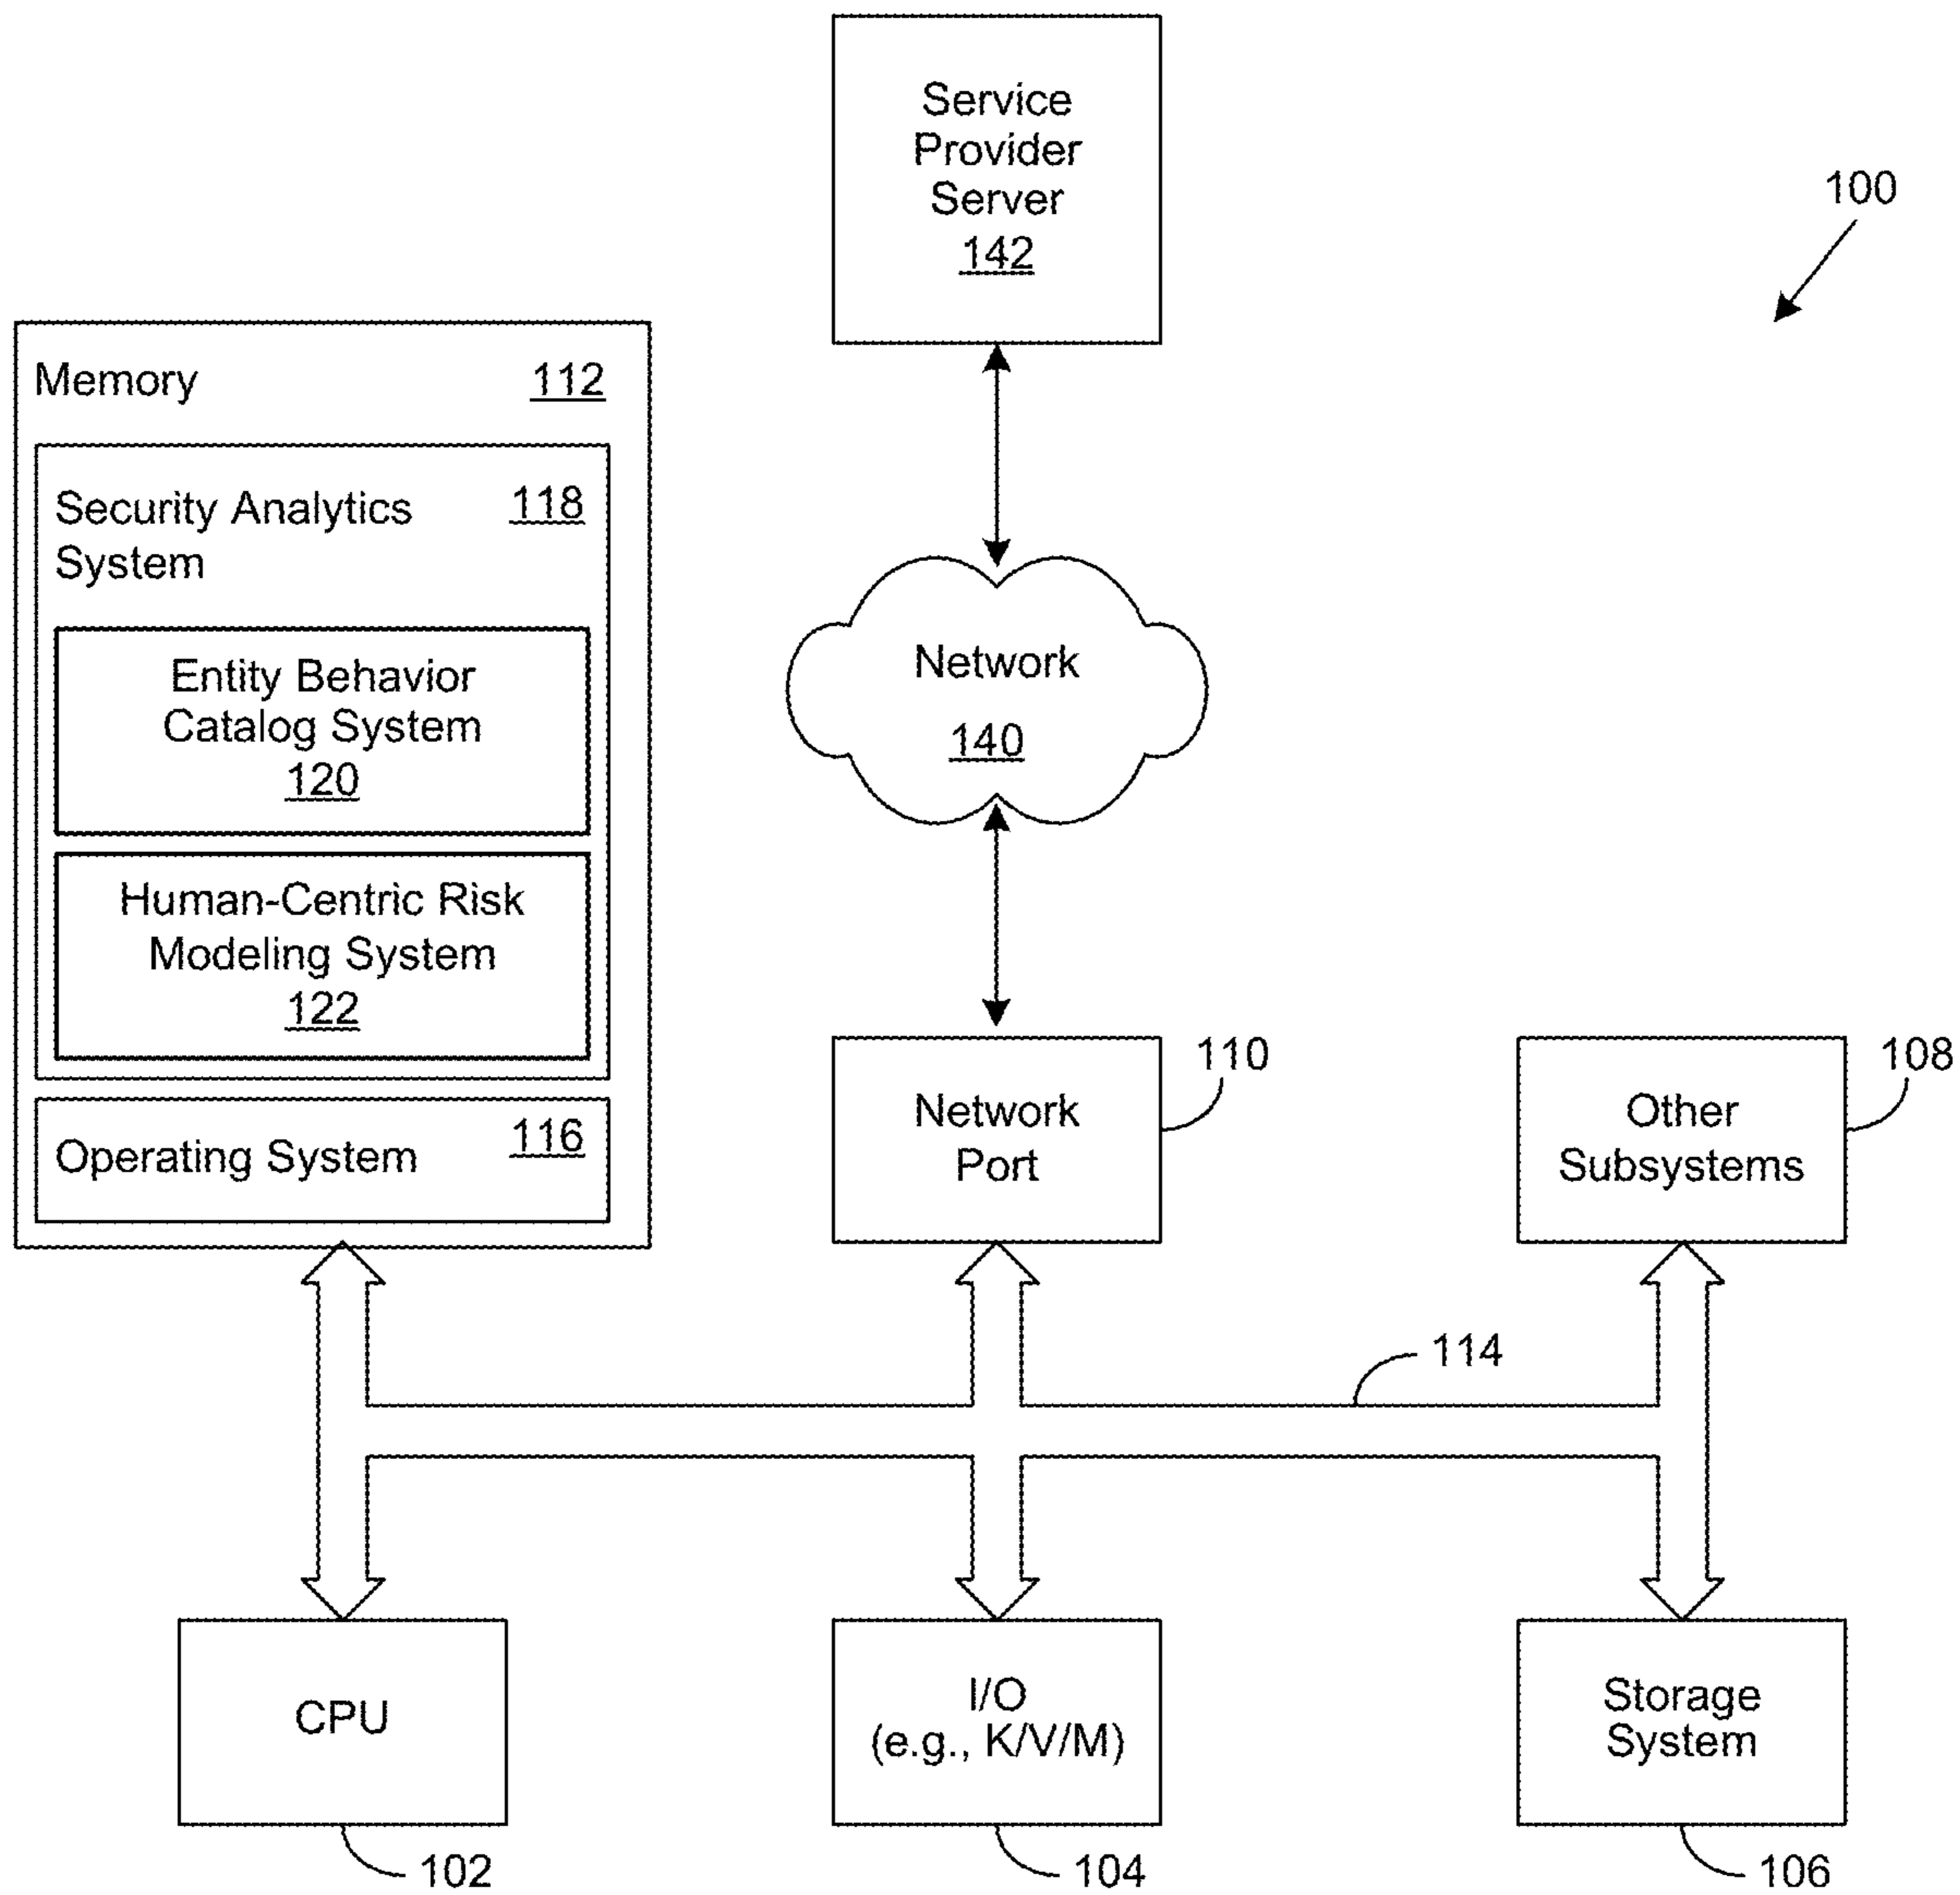 Service
Provider
Server
142
100
Memory 112
Security Analytics 118
System
Entity Behavior
Catalog System
120
Human-Centric Risk
Modeling System
122
Operating System 116
Network
140
Network
Port
110
Other
Subsystems
108
114
CPU
102
I/O
(e.g., K/V/M)
104
Storage
System
106